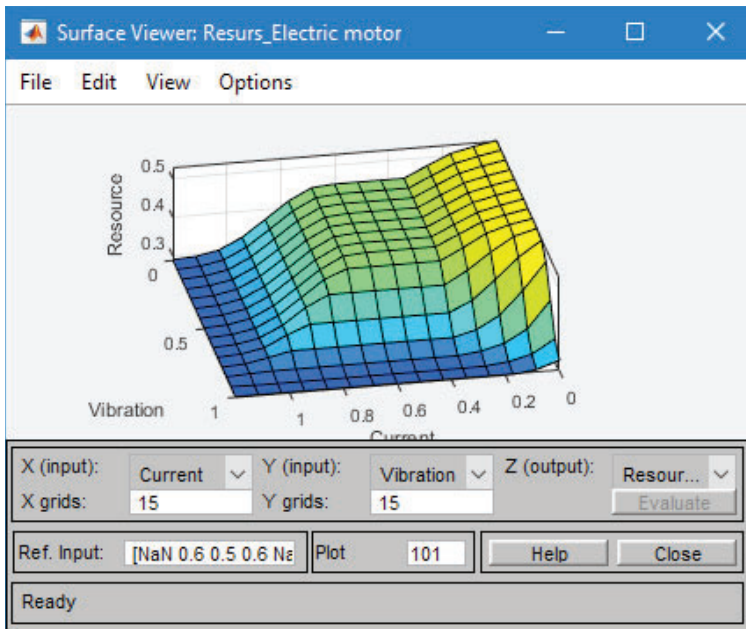 Surface Viewer: Resurs_Electric motor
File Edit View Options
0.5
0.4
0.3
Resource
0
0.5
1
Vibration
1 0.8 0.6 0.4 0.2 0
Current
X (input): Current Y (input): Vibration Z (output): Resour...
X grids: 15 Y grids: 15 Evaluate
Ref. Input: [NaN 0.6 0.5 0.6 Na Plot 101 Help Close
Ready